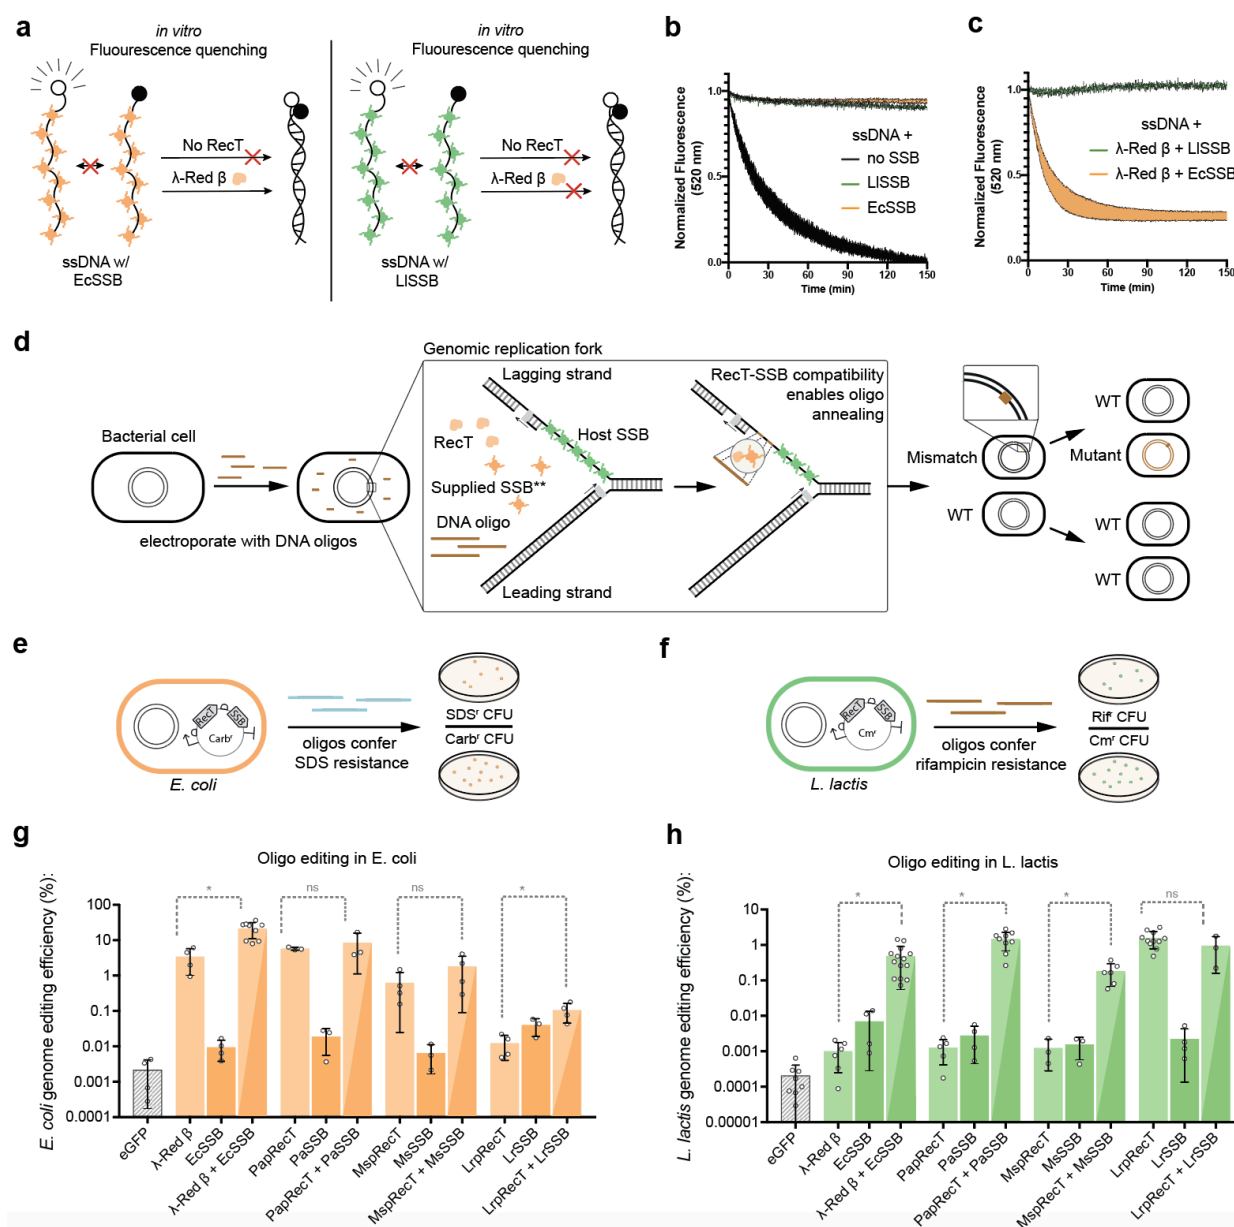 a
in vitro
Fluourescence quenching
in vitro
Fluourescence quenching
No RecT
λ-Red β
No RecT
λ-Red β
ssDNA w/
EcSSB
ssDNA w/
LlSSB
b
Normalized Fluorescence
(520 nm)
1.0
0.5
0.0
0
30
60
90
120
150
Time (min)
ssDNA +
no SSB
LlSSB
EcSSB
c
Normalized Fluorescence
(520 nm)
1.0
0.5
0.0
0
30
60
90
120
150
Time (min)
ssDNA +
λ-Red β + LlSSB
λ-Red β + EcSSB
d
Genomic replication fork
Bacterial cell
electroporate with DNA oligos
Lagging strand
RecT
Host SSB
Supplied SSB**
DNA oligo
Leading strand
RecT-SSB compatibility
enables oligo
annealing
Mismatch
WT
WT
Mutant
WT
WT
e
RecT
SSB
Carbʳ
E. coli
oligos confer
SDS resistance
SDSʳ CFU
Carbʳ CFU
f
RecT
SSB
Cmʳ
L. lactis
oligos confer
rifampicin resistance
Rifʳ CFU
Cmʳ CFU
g
Oligo editing in E. coli
E. coli genome editing efficiency (%):
100
10
1
0.1
0.01
0.001
0.0001
*
ns
ns
*
eGFP
λ-Red β
EcSSB
λ-Red β + EcSSB
PapRecT
PaSSB
PapRecT + PaSSB
MspRecT
MsSSB
MspRecT + MsSSB
LrpRecT
LrSSB
LrpRecT + LrSSB
h
Oligo editing in L. lactis
L. lactis genome editing efficiency (%):
10
1
0.1
0.01
0.001
0.0001
0.00001
*
*
*
ns
eGFP
λ-Red β
EcSSB
λ-Red β + EcSSB
PapRecT
PaSSB
PapRecT + PaSSB
MspRecT
MsSSB
MspRecT + MsSSB
LrpRecT
LrSSB
LrpRecT + LrSSB